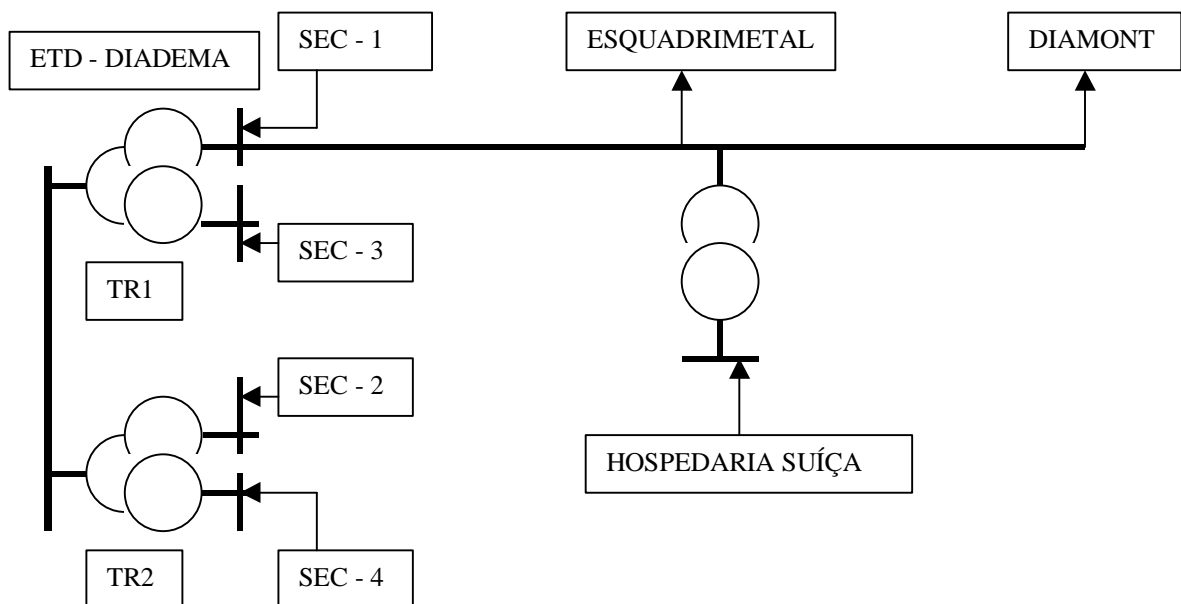 SEC - 1
ESQUADRIMETAL
DIAMONT
ETD - DIADEMA
SEC - 3
TR1
SEC - 2
HOSPEDARIA SUÍÇA
TR2
SEC - 4